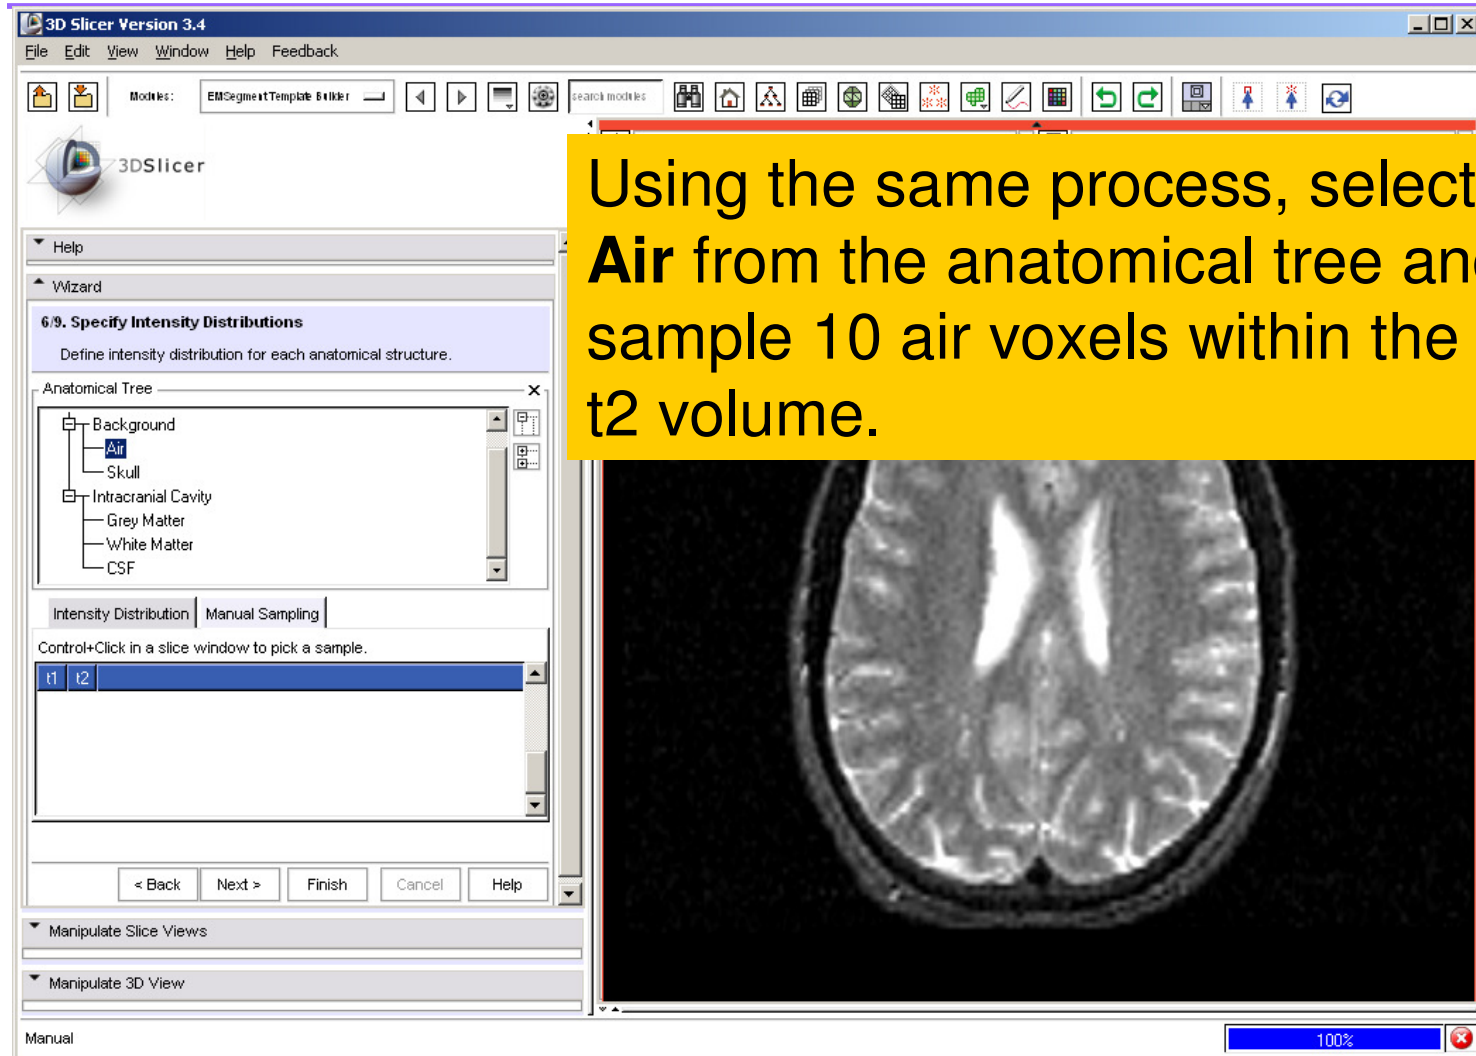 3D Slicer Version 3.4
File Edit View Window Help Feedback
Modules: EMSegment Template Builder search modules
3DSlicer
Using the same process, select
Air from the anatomical tree an
sample 10 air voxels within the
t2 volume.
Help
Wizard
6/9. Specify Intensity Distributions
Define intensity distribution for each anatomical structure.
Anatomical Tree
Background
Air
Skull
Intracranial Cavity
Grey Matter
White Matter
CSF
Intensity Distribution Manual Sampling
Control+Click in a slice window to pick a sample.
t1 t2
< Back Next > Finish Cancel Help
Manipulate Slice Views
Manipulate 3D View
Manual 100%